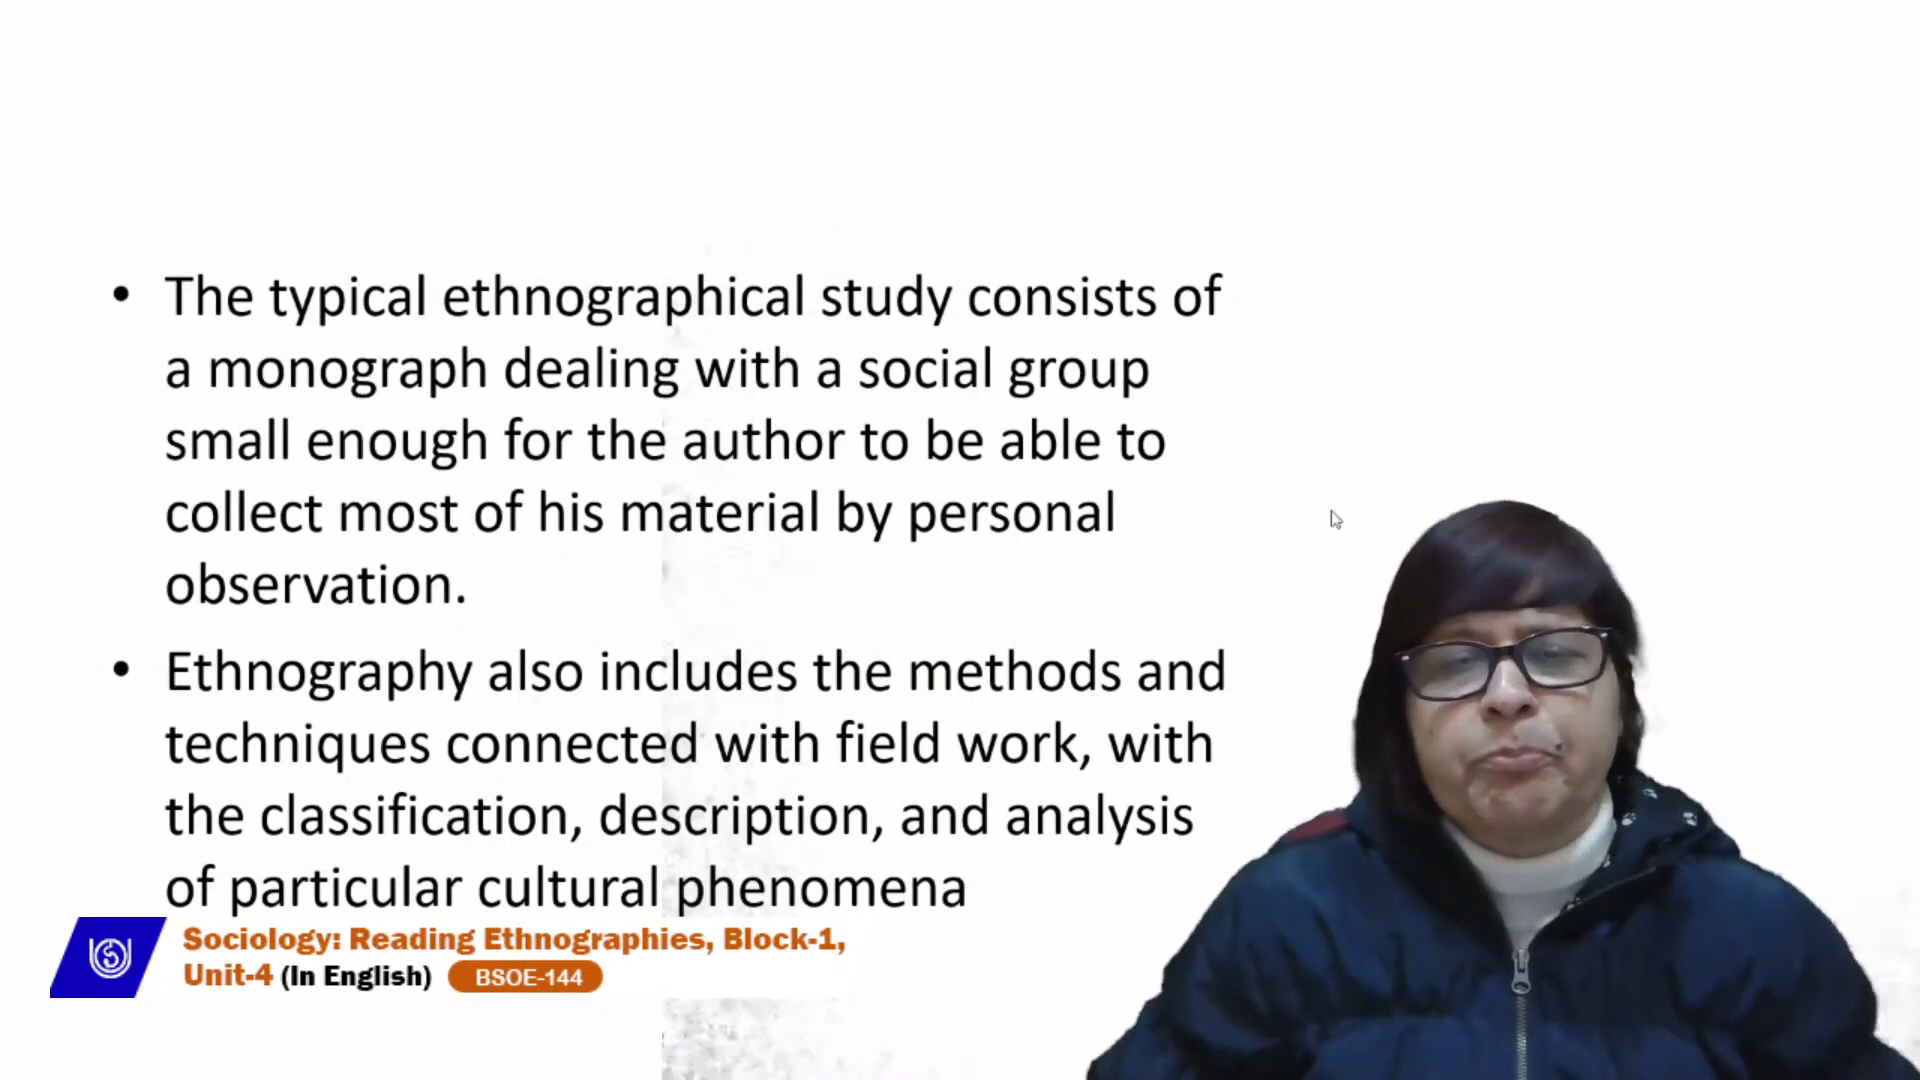 • The typical ethnographical study consists of
a monograph dealing with a social group
small enough for the author to be able to
collect most of his material by personal
observation.
• Ethnography also includes the methods and
techniques connected with field work, with
the classification, description, and analysis
of particular cultural phenomena
Sociology: Reading Ethnographies, Block-1,
Unit-4 (In English) BSOE-144